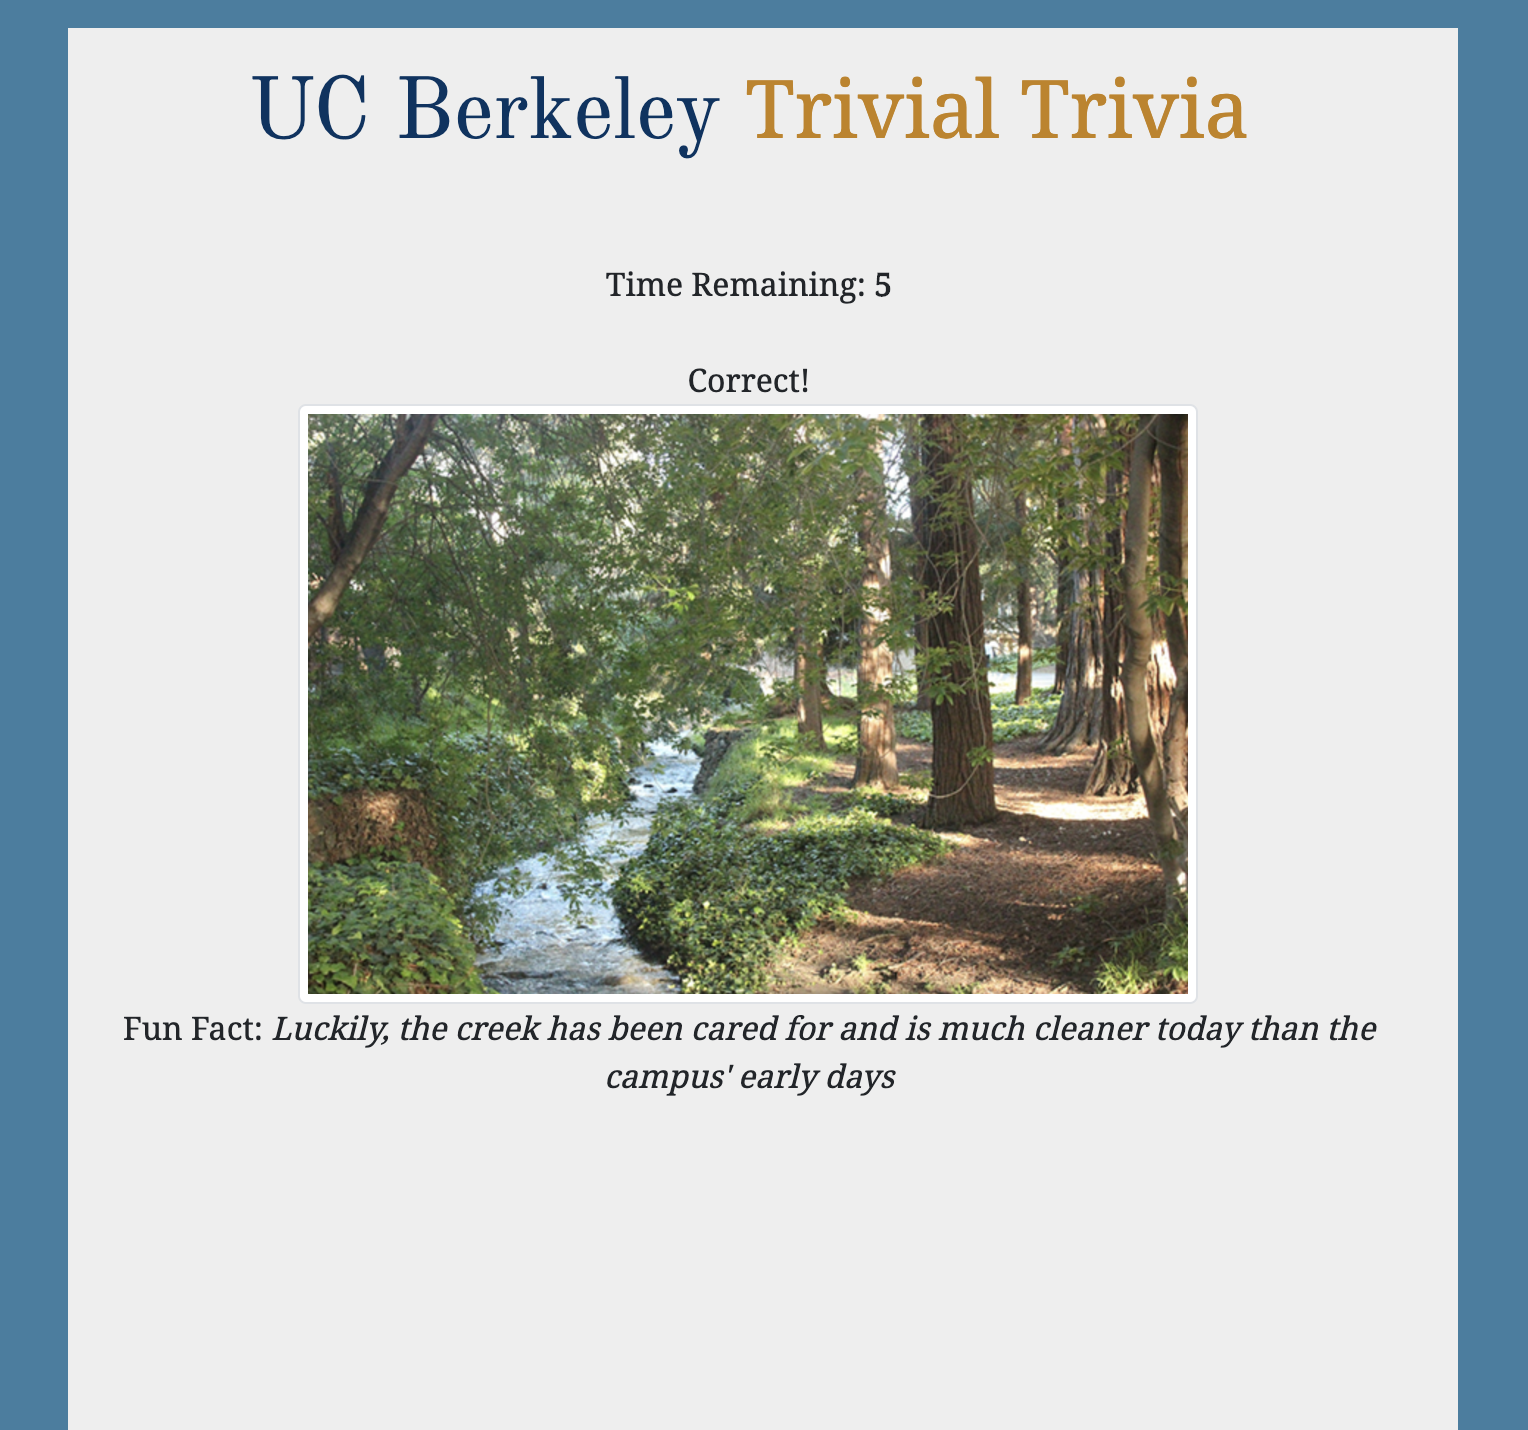 UC Berkeley Trivial Trivia
Time Remaining: 5
Correct!
Fun Fact: Luckily, the creek has been cared for and is much cleaner today than the
campus' early days